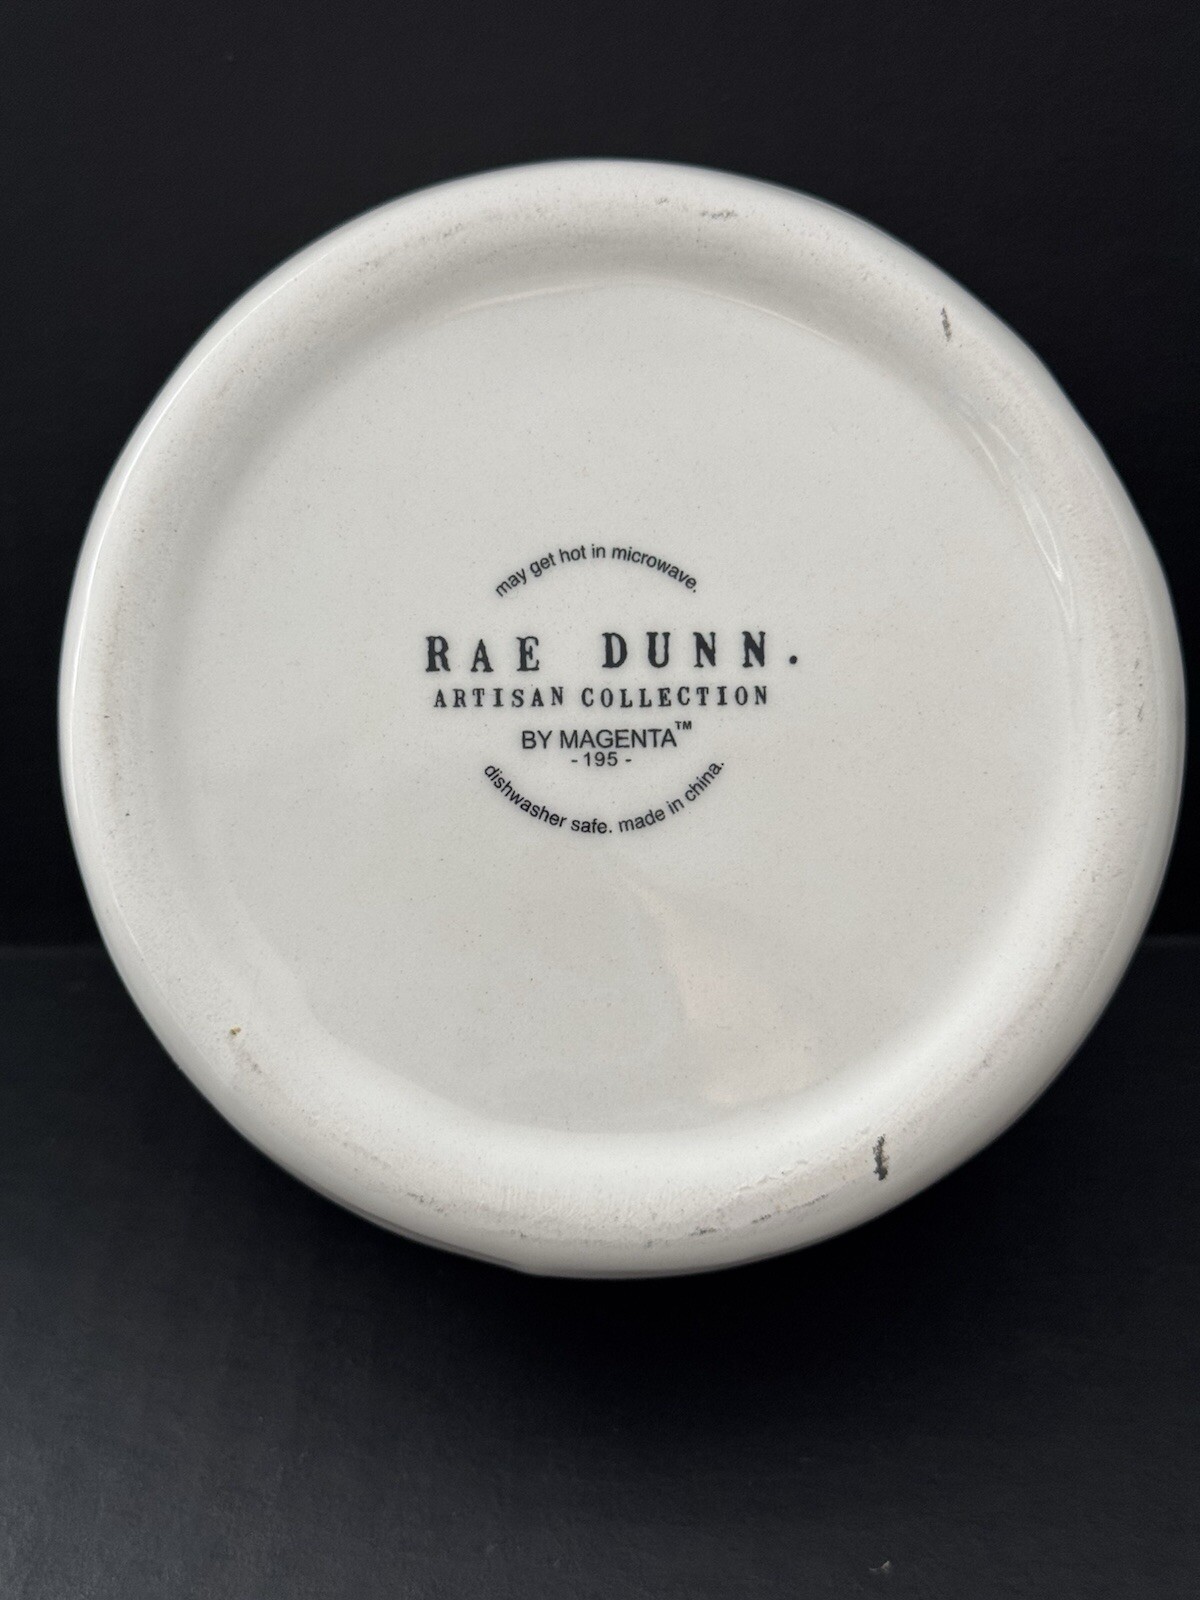 may get hot in microwave.
RAE DUNN.
ARTISAN COLLECTION
BY MAGENTA™
- 195 -
dishwasher safe. made in china.